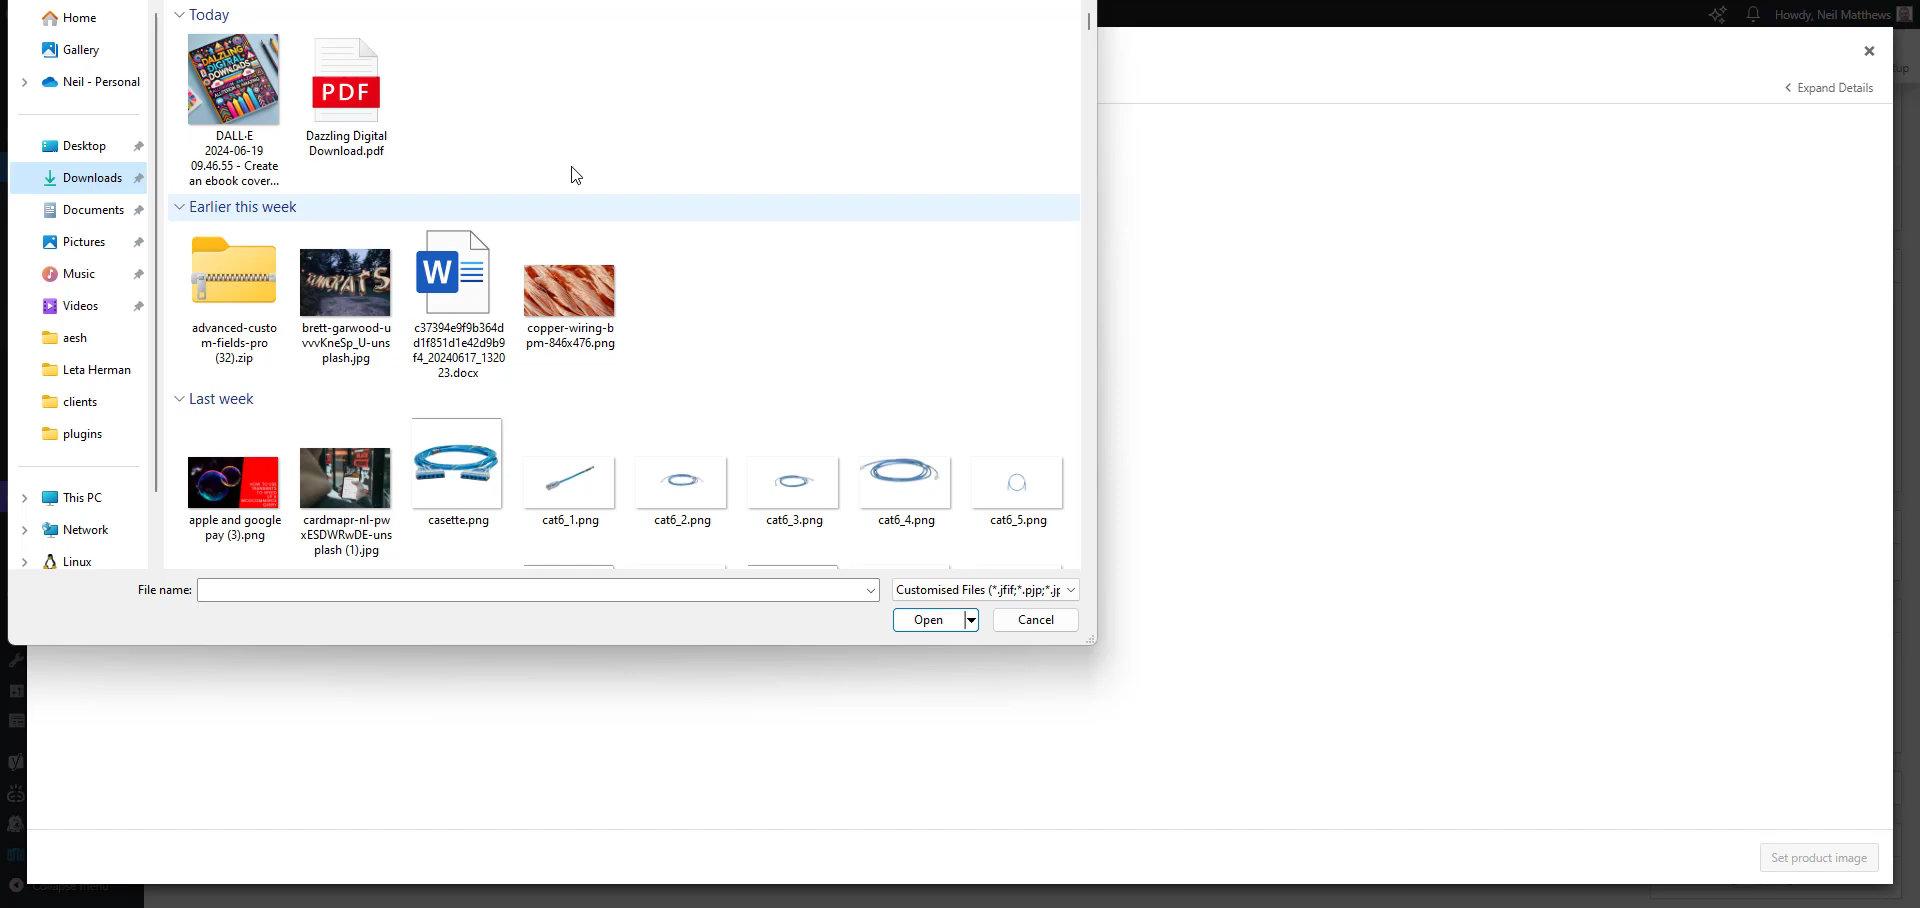 Howdy, Neil Matthews
Expand Details
Home
Gallery
Neil - Personal
Desktop
Downloads
Documents
Pictures
Music
Videos
aesh
Leta Herman
clients
plugins
This PC
Network
Linux
Today
DALZLING
DIGITRAL
DOWNLOADS
DALL·E
2024-06-19
09.46.55 - Create
an ebook cover...
PDF
Dazzling Digital
Download.pdf
Earlier this week
advanced-custo
m-fields-pro
(32).zip
brett-garwood-u
vvvKneSp_U-uns
plash.jpg
W
c37394e9f9b364d
d1f851d1e42d9b9
f4_20240617_1320
23.docx
copper-wiring-b
pm-846x476.png
Last week
apple and google
pay (3).png
cardmapr-nl-pw
xESDWRwDE-uns
plash (1).jpg
casette.png
cat6_1.png
cat6_2.png
cat6_3.png
cat6_4.png
cat6_5.png
File name:
Customised Files (*.jfif;*.pjp;*.jp
Open
Cancel
Set product image
Collapse menu